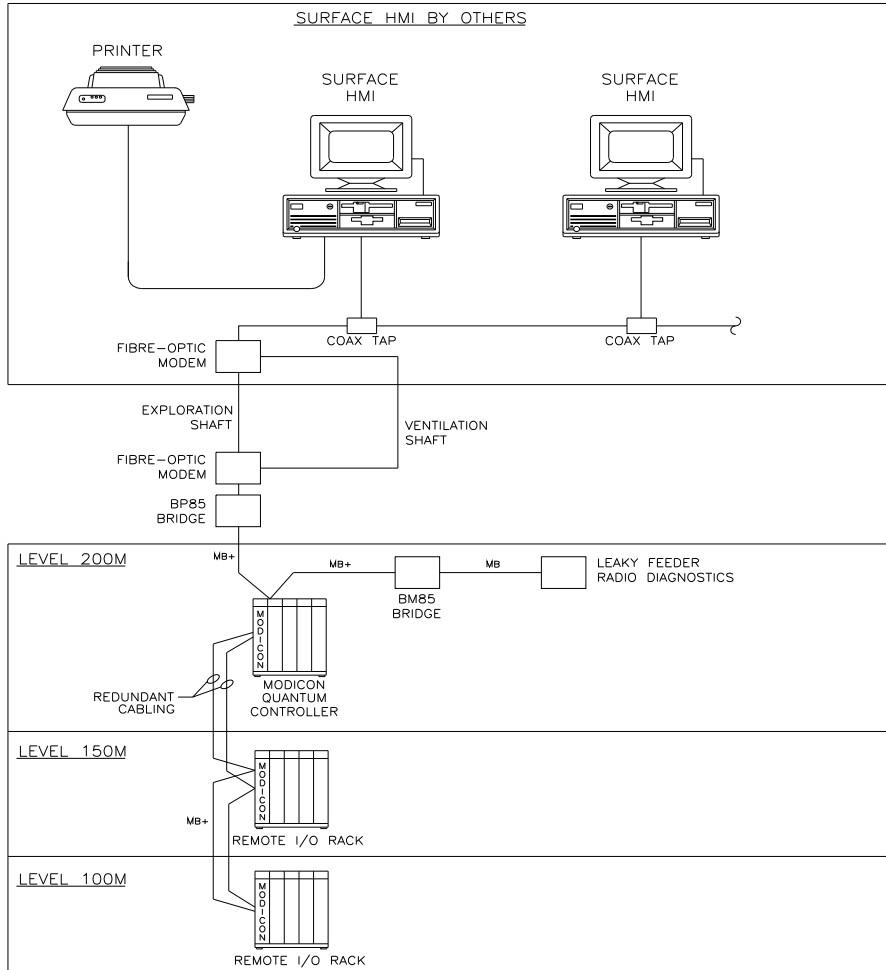 SURFACE HMI BY OTHERS
PRINTER
SURFACE
HMI
SURFACE
HMI
COAX TAP
COAX TAP
FIBRE-OPTIC
MODEM
EXPLORATION
SHAFT
VENTILATION
SHAFT
FIBRE-OPTIC
MODEM
BP85
BRIDGE
LEVEL 200M
MB+
MB+
MB
LEAKY FEEDER
RADIO DIAGNOSTICS
BM85
BRIDGE
MODICON
MODICON
QUANTUM
CONTROLLER
REDUNDANT
CABLING
LEVEL 150M
MODICON
MB+
REMOTE I/O RACK
LEVEL 100M
MODICON
REMOTE I/O RACK